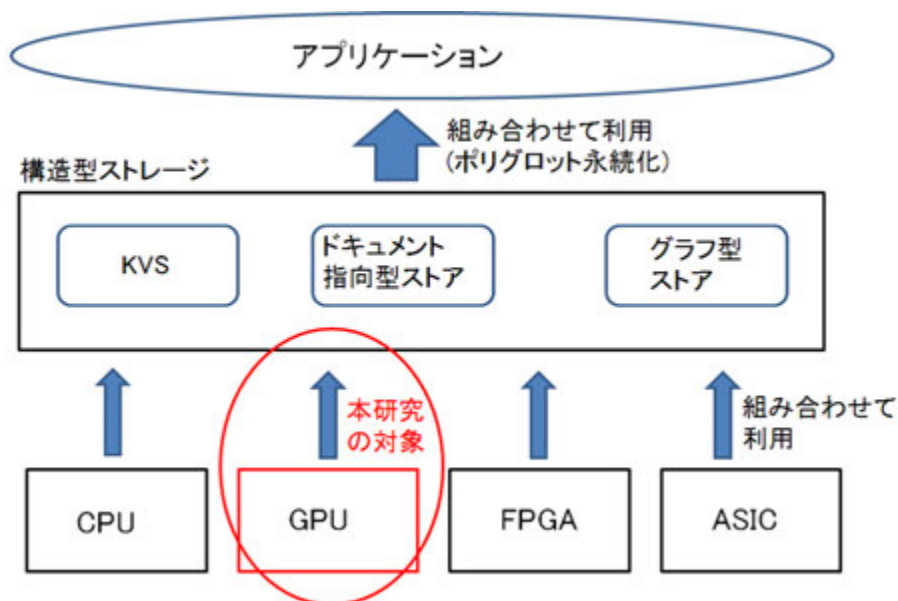 アプリケーション
組み合わせて利用
(ポリグロット永続化)
構造型ストレージ
KVS
ドキュメント
指向型ストア
グラフ型
ストア
本研究
の対象
組み合わせて
利用
CPU
GPU
FPGA
ASIC